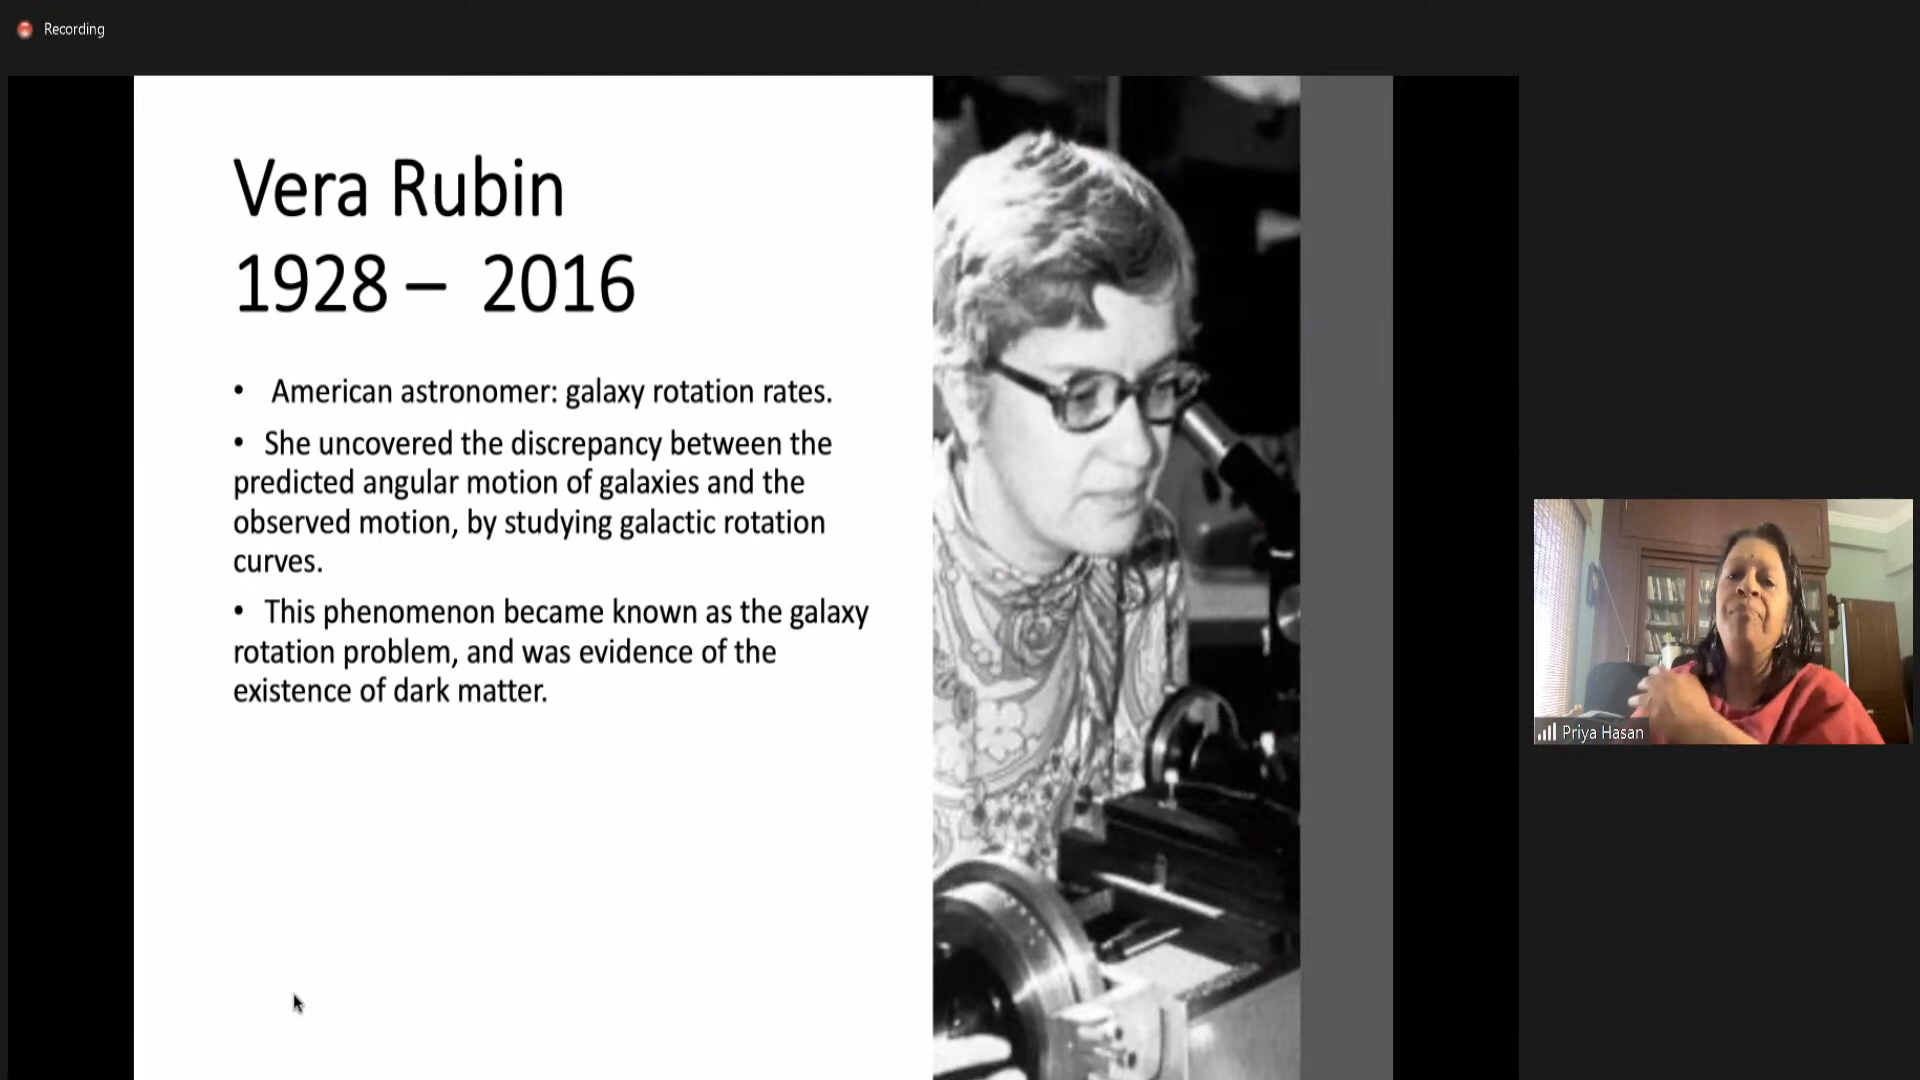 Recording
Vera Rubin
1928 – 2016
• American astronomer: galaxy rotation rates.
• She uncovered the discrepancy between the
predicted angular motion of galaxies and the
observed motion, by studying galactic rotation
curves.
• This phenomenon became known as the galaxy
rotation problem, and was evidence of the
existence of dark matter.
Priya Hasan